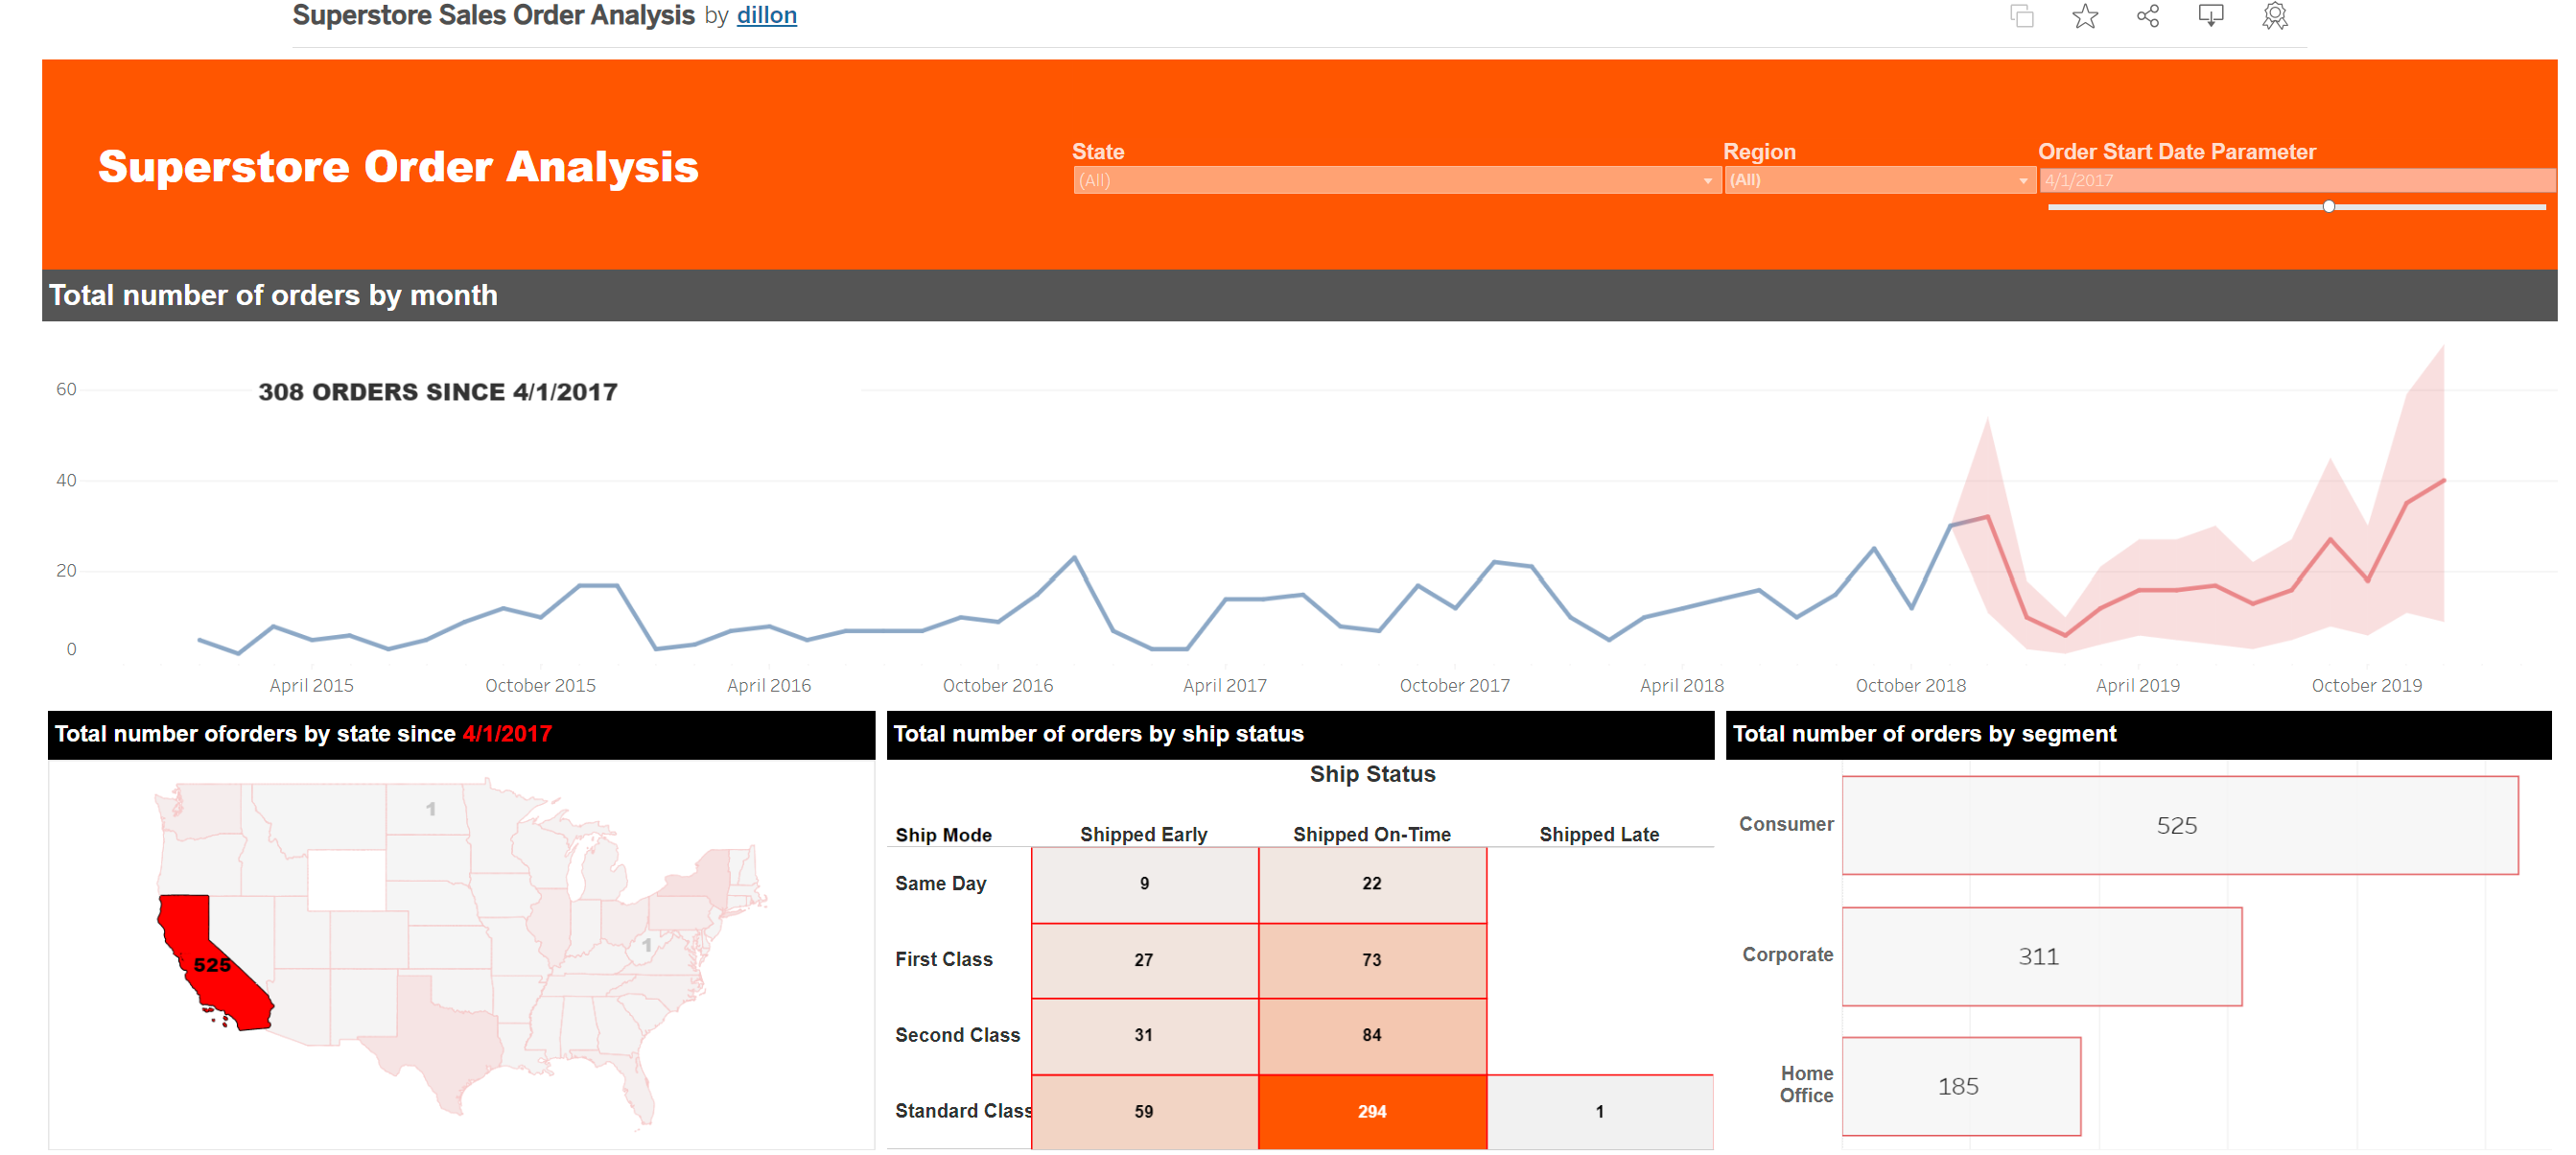 Superstore Sales Order Analysis by dillon
Superstore Order Analysis
State
(All)
Region
(All)
Order Start Date Parameter
4/1/2017
Total number of orders by month
308 ORDERS SINCE 4/1/2017
60
40
20
0
April 2015
October 2015
April 2016
October 2016
April 2017
October 2017
April 2018
October 2018
April 2019
October 2019
Total number oforders by state since 4/1/2017
1
1
525
Total number of orders by ship status
Ship Status
Ship Mode Shipped Early Shipped On-Time Shipped Late
Same Day 9 22
First Class 27 73
Second Class 31 84
Standard Class 59 294 1
Total number of orders by segment
Consumer 525
Corporate 311
Home
Office
185